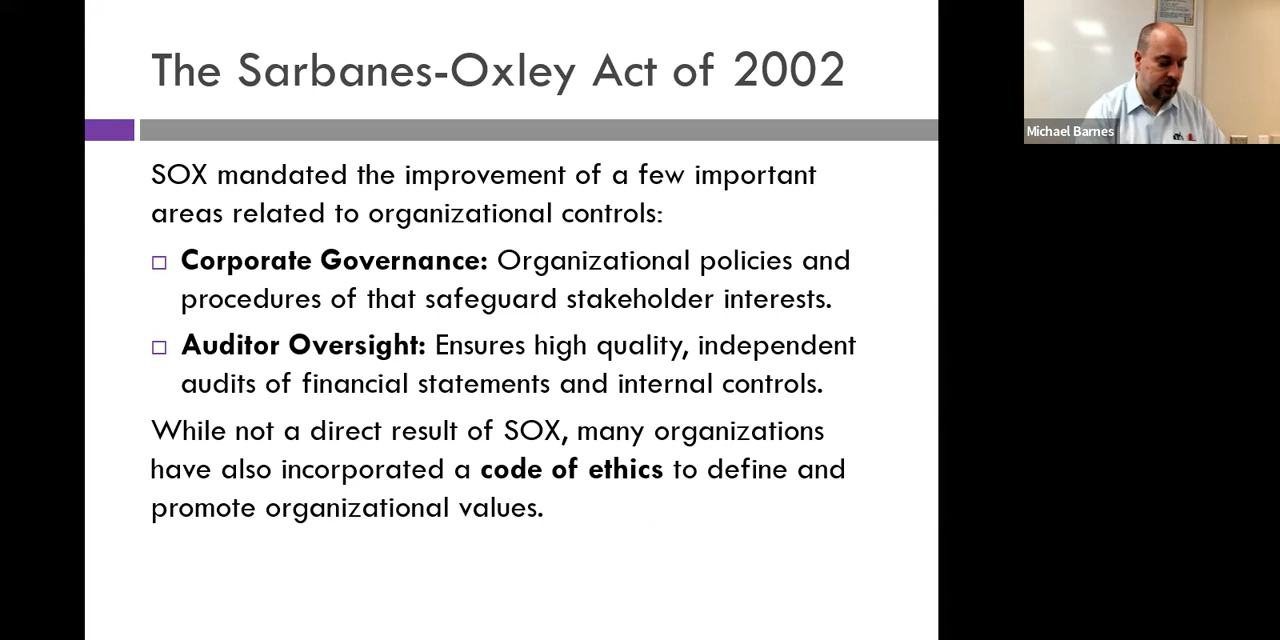 The Sarbanes-Oxley Act of 2002
SOX mandated the improvement of a few important
areas related to organizational controls:
Corporate Governance: Organizational policies and
procedures of that safeguard stakeholder interests.
Auditor Oversight: Ensures high quality, independent
audits of financial statements and internal controls.
While not a direct result of SOX, many organizations
have also incorporated a code of ethics to define and
promote organizational values.
Michael Barnes